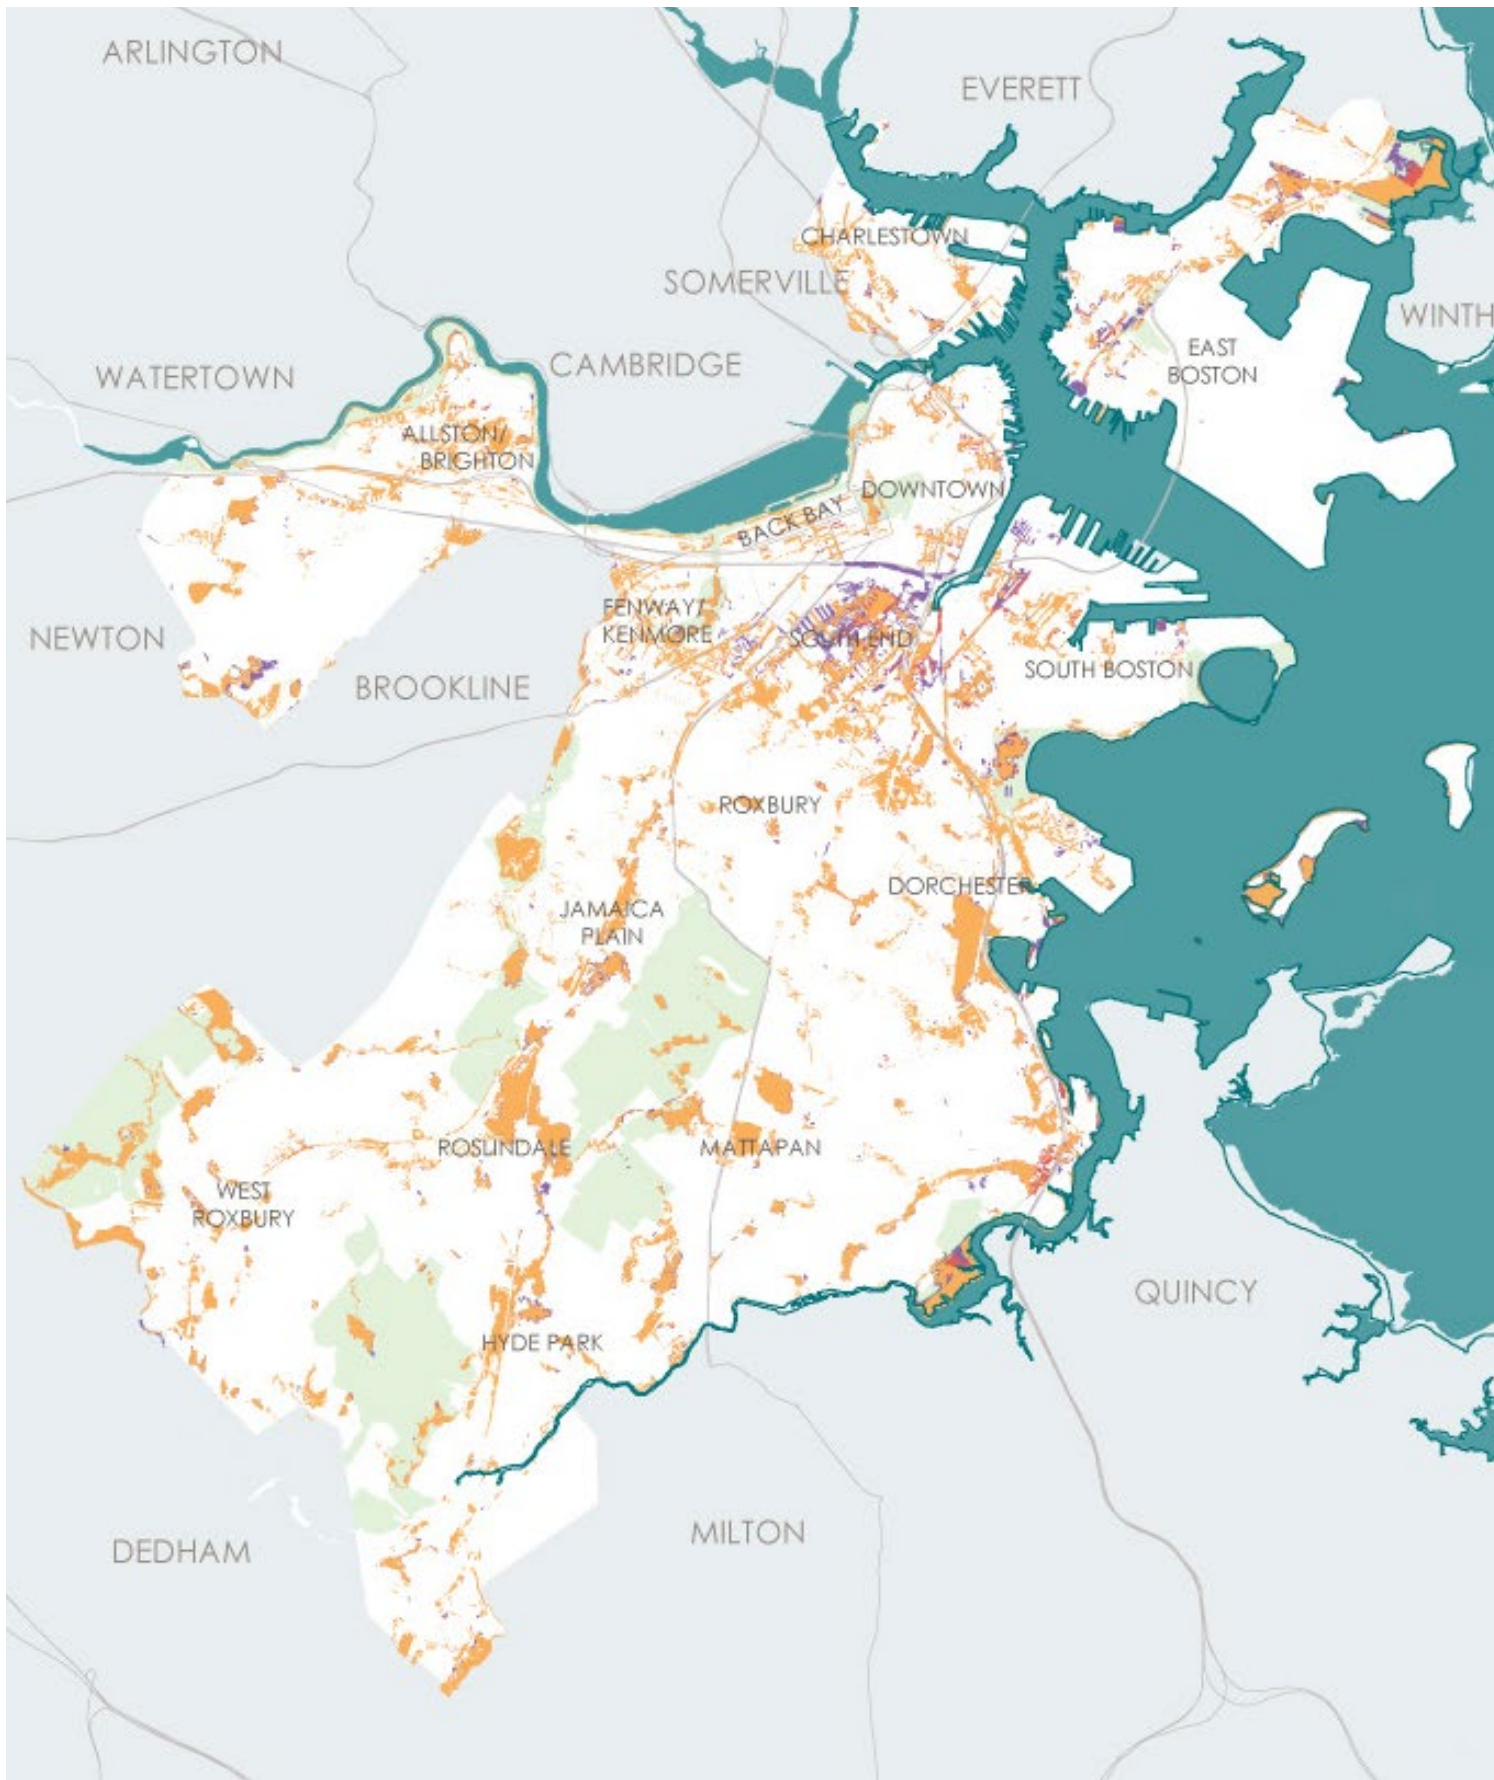 ARLINGTON
EVERETT
CHARLESTOWN
SOMERVILLE
WINTH
EAST
BOSTON
CAMBRIDGE
WATERTOWN
ALLSTON/
BRIGHTON
DOWNTOWN
BACK BAY
FENWAY/
KENMORE
SOUTH END
NEWTON
SOUTH BOSTON
BROOKLINE
ROXBURY
DORCHESTER
JAMAICA
PLAIN
ROSLINDALE
MATTAPAN
WEST
ROXBURY
QUINCY
HYDE PARK
MILTON
DEDHAM